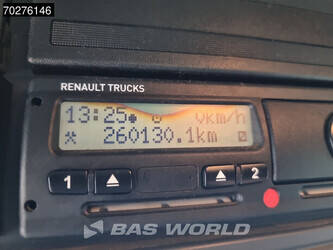 70276146
RENAULT TRUCKS
13:25 0km/h
260130.1km
1 2
BAS WORLD